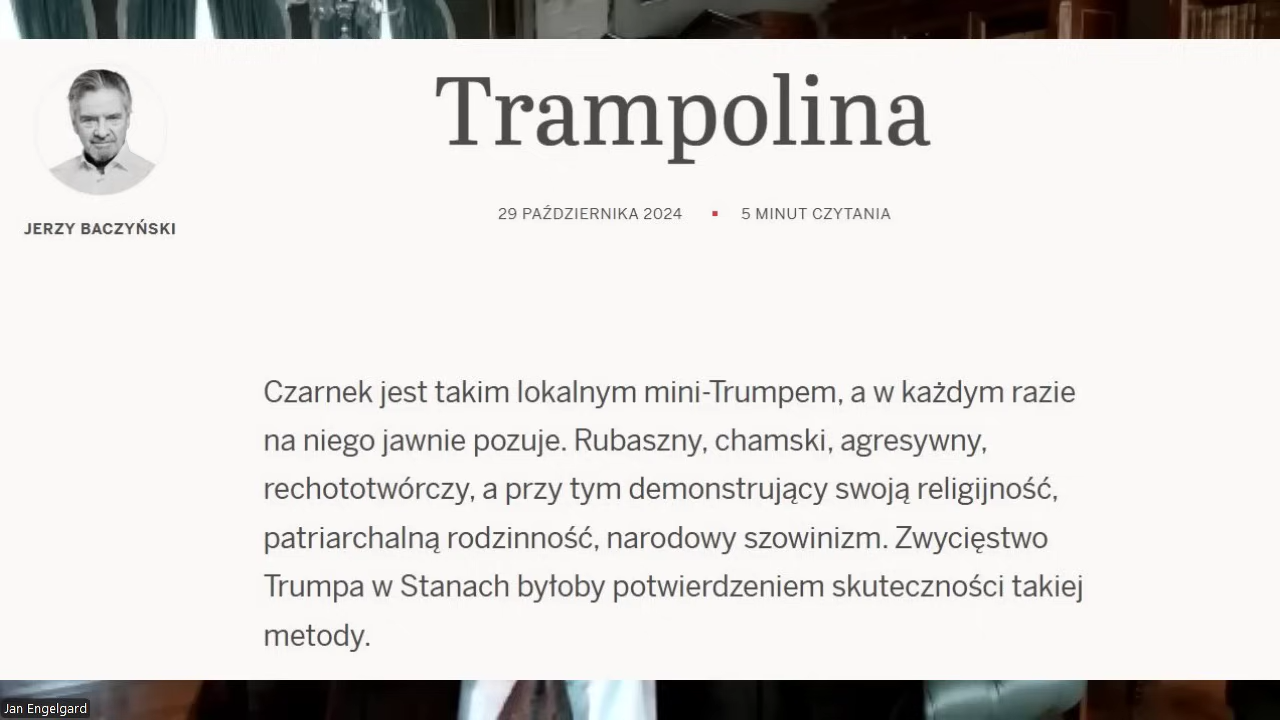 Trampolina
29 PAŹDZIERNIKA 2024 ▪ 5 MINUT CZYTANIA
JERZY BACZYŃSKI
Czarnek jest takim lokalnym mini-Trumpem, a w każdym razie
na niego jawnie pozuje. Rubaszny, chamski, agresywny,
rechototwórczy, a przy tym demonstrujący swoją religijność,
patriarchalną rodzinność, narodowy szowinizm. Zwycięstwo
Trumpa w Stanach byłoby potwierdzeniem skuteczności takiej
metody.
Jan Engelgard